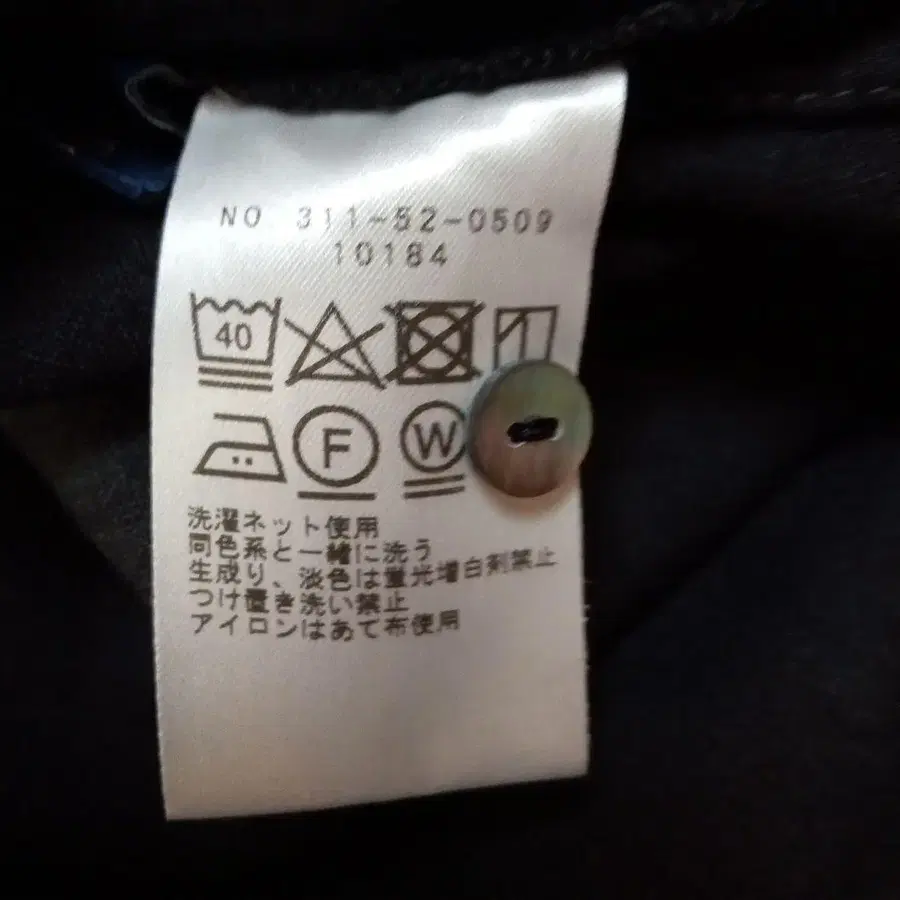 NO 311-52-0509
10184
40
F
W
洗濯ネット使用
同色系と一緒に洗う
生成り、淡色は蛍光増白剤禁止
つけ置き洗い禁止
アイロンはあて布使用